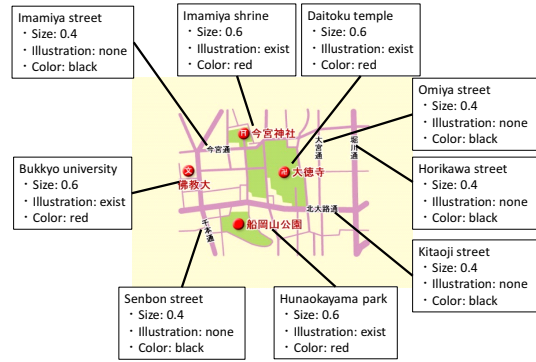 Imamiya street
・Size: 0.4
・Illustration: none
・Color: black
Imamiya shrine
・Size: 0.6
・Illustration: exist
・Color: red
Daitoku temple
・Size: 0.6
・Illustration: exist
・Color: red
Omiya street
・Size: 0.4
・Illustration: none
・Color: black
Bukkyo university
・Size: 0.6
・Illustration: exist
・Color: red
Horikawa street
・Size: 0.4
・Illustration: none
・Color: black
Kitaoji street
・Size: 0.4
・Illustration: none
・Color: black
Senbon street
・Size: 0.4
・Illustration: none
・Color: black
Hunaokayama park
・Size: 0.6
・Illustration: exist
・Color: red
今宮神社
今宮通
大宮通
堀川通
文
佛教大
卍
大徳寺
北大路通
千本通
船岡山公園